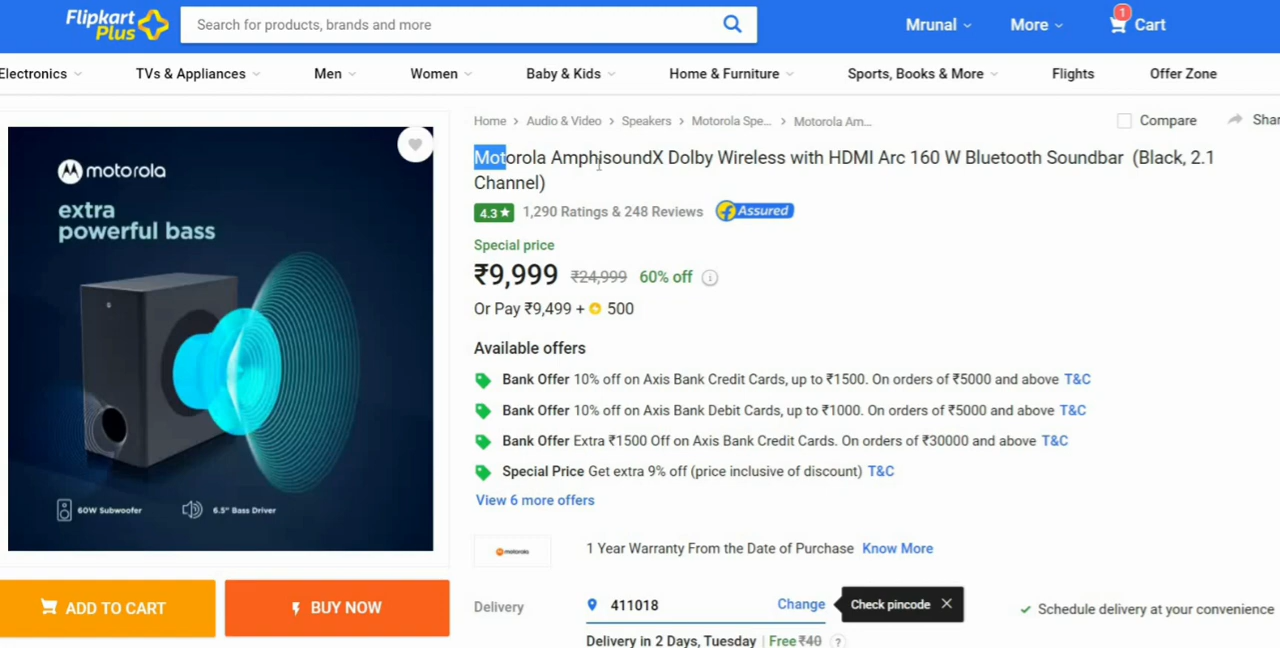 Flipkart
Plus
Search for products, brands and more
Mrunal
More
1
Cart
Electronics
TVs & Appliances
Men
Women
Baby & Kids
Home & Furniture
Sports, Books & More
Flights
Offer Zone
Home > Audio & Video > Speakers > Motorola Spe... > Motorola Am...
Compare
Shar
motorola
extra
powerful bass
60W Subwoofer
6.5" Bass Driver
Motorola AmphisoundX Dolby Wireless with HDMI Arc 160 W Bluetooth Soundbar (Black, 2.1
Channel)
4.3★ 1,290 Ratings & 248 Reviews Assured
Special price
₹9,999 ₹24,999 60% off
Or Pay ₹9,499 + 500
Available offers
Bank Offer 10% off on Axis Bank Credit Cards, up to ₹1500. On orders of ₹5000 and above T&C
Bank Offer 10% off on Axis Bank Debit Cards, up to ₹1000. On orders of ₹5000 and above T&C
Bank Offer Extra ₹1500 Off on Axis Bank Credit Cards. On orders of ₹30000 and above T&C
Special Price Get extra 9% off (price inclusive of discount) T&C
View 6 more offers
motorola
1 Year Warranty From the Date of Purchase Know More
ADD TO CART
BUY NOW
Delivery
411018
Change
Check pincode
Schedule delivery at your convenience
Delivery in 2 Days, Tuesday | Free ₹40 ?